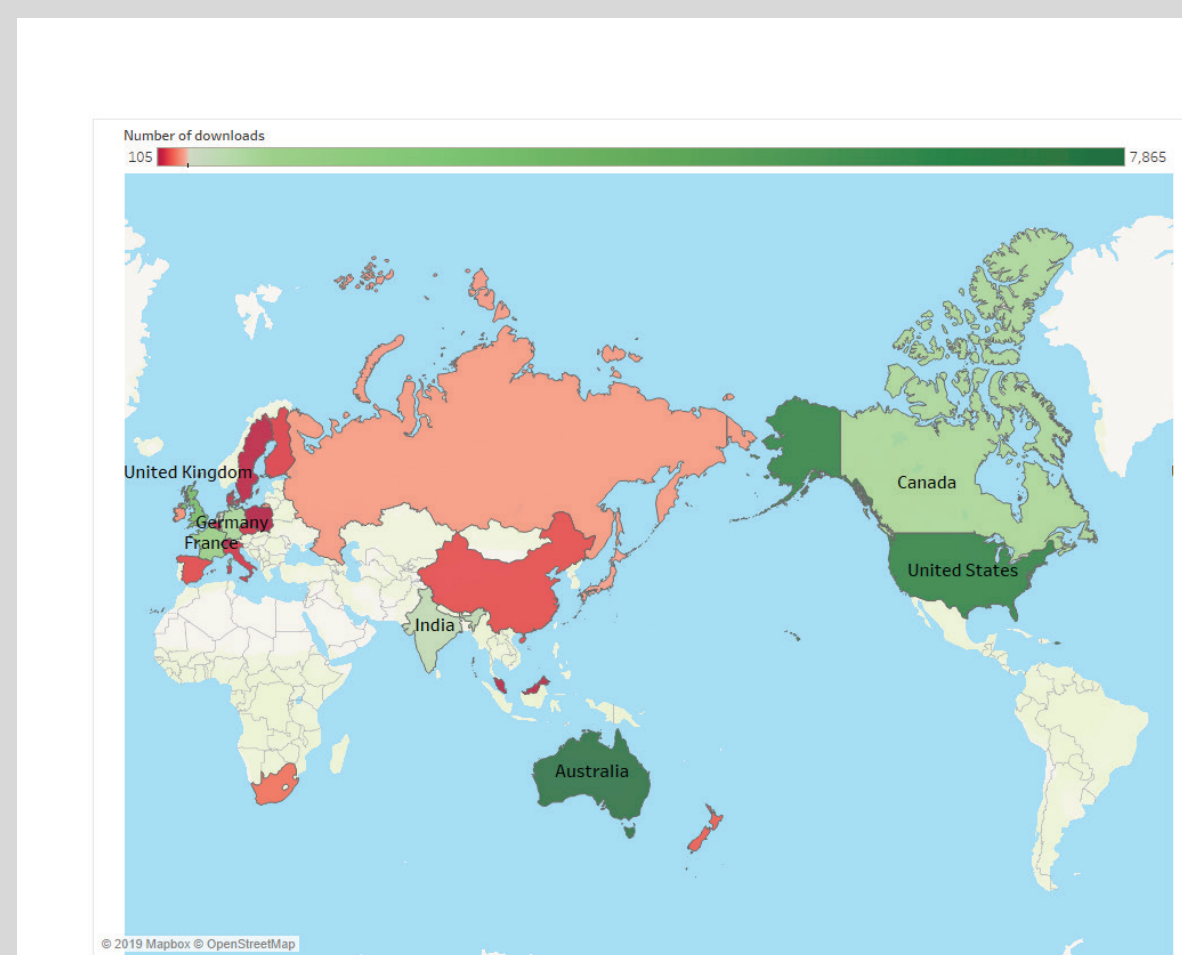 Number of downloads
105
7,865
Canada
United Kingdom
Germany
France
United States
India
Australia
© 2019 Mapbox © OpenStreetMap